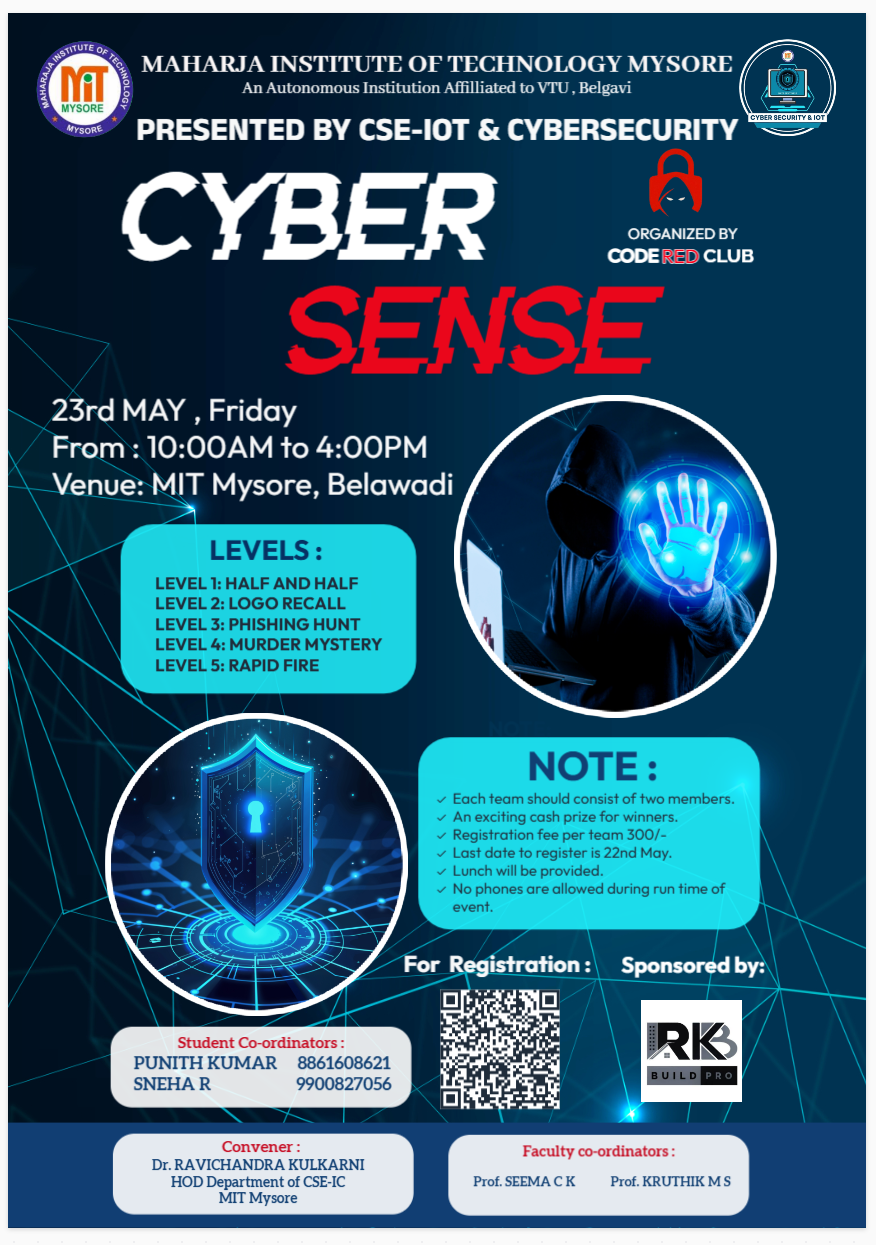 MAHARAJA INSTITUTE OF TECHNOLOGY
MiT
MYSORE
MYSORE
MAHARJA INSTITUTE OF TECHNOLOGY MYSORE
An Autonomous Institution Affilliated to VTU , Belgavi
CYBER SECURITY & IOT
PRESENTED BY CSE-IOT & CYBERSECURITY
CYBER
SENSE
ORGANIZED BY
CODE RED CLUB
23rd MAY , Friday
From : 10:00AM to 4:00PM
Venue: MIT Mysore, Belawadi
LEVELS :
LEVEL 1: HALF AND HALF
LEVEL 2: LOGO RECALL
LEVEL 3: PHISHING HUNT
LEVEL 4: MURDER MYSTERY
LEVEL 5: RAPID FIRE
NOTE :
✓ Each team should consist of two members.
✓ An exciting cash prize for winners.
✓ Registration fee per team 300/-
✓ Last date to register is 22nd May.
✓ Lunch will be provided.
✓ No phones are allowed during run time of
event.
For Registration :
Sponsored by:
RKB
BUILD PRO
Student Co-ordinators :
PUNITH KUMAR 8861608621
SNEHA R 9900827056
Convener :
Dr. RAVICHANDRA KULKARNI
HOD Department of CSE-IC
MIT Mysore
Faculty co-ordinators :
Prof. SEEMA C K Prof. KRUTHIK M S